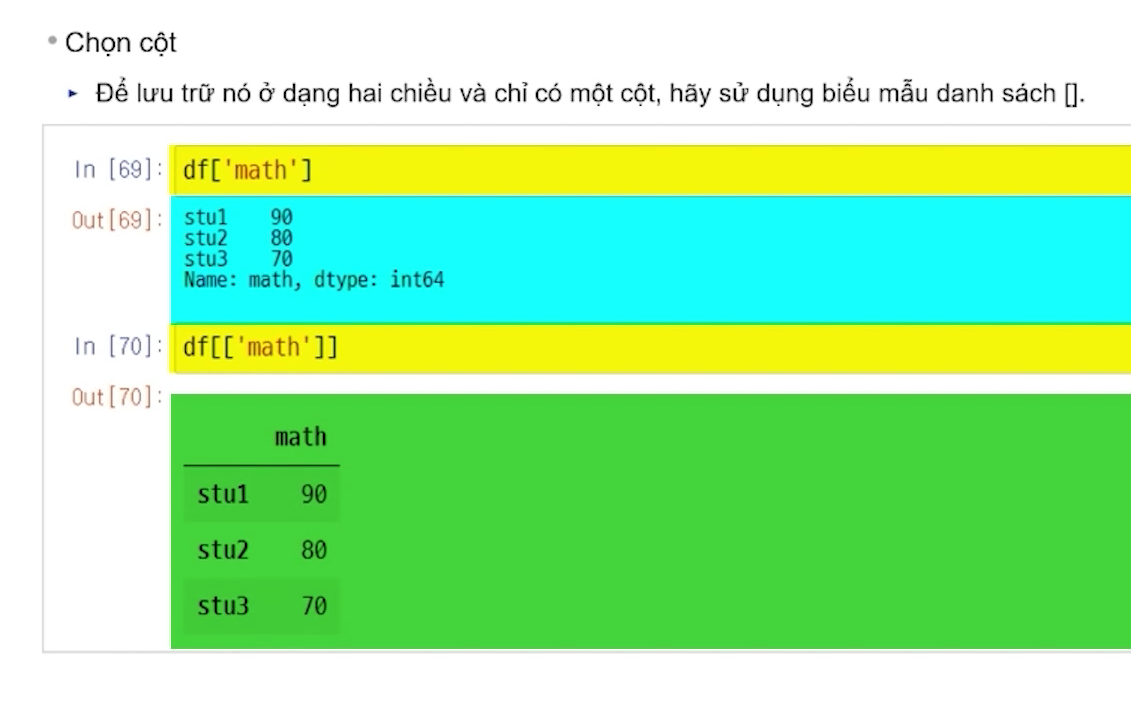 • Chọn cột
► Để lưu trữ nó ở dạng hai chiều và chỉ có một cột, hãy sử dụng biểu mẫu danh sách [].
In [69]: df['math']
Out[69]: stu1 90
stu2 80
stu3 70
Name: math, dtype: int64
In [70]: df[['math']]
Out[70]:
math
stu1 90
stu2 80
stu3 70